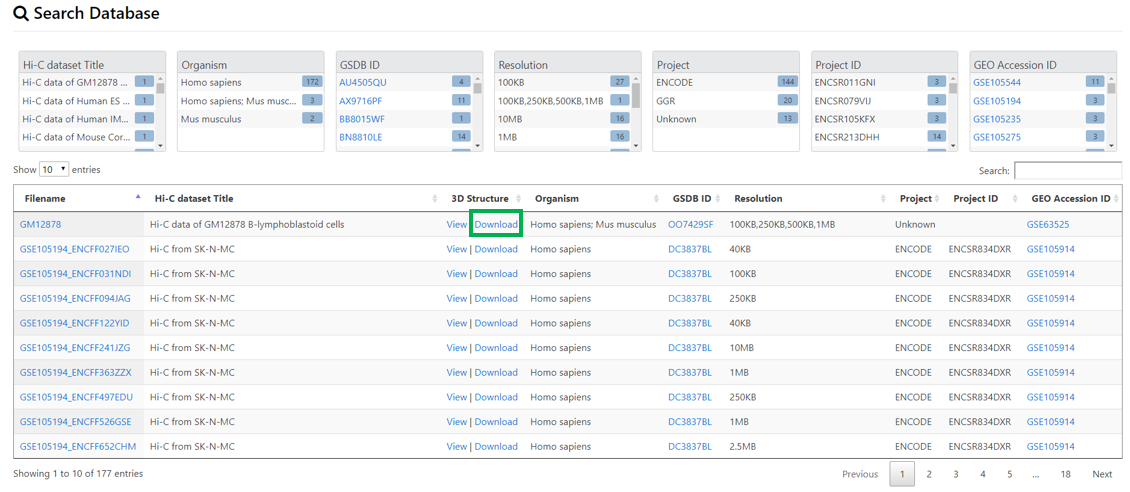 Search Database
Hi-C dataset Title
Hi-C data of GM12878 ... 1
Hi-C data of Human ES ... 1
Hi-C data of Human IM... 1
Hi-C data of Mouse Cor... 1
Organism
Homo sapiens 172
Homo sapiens; Mus musc... 3
Mus musculus 2
GSDB ID
AU4505QU 4
AX9716PF 11
BB8015WF 1
BN8810LE 14
Resolution
100KB 27
100KB,250KB,500KB,1MB 1
10MB 16
1MB 16
Project
ENCODE 144
GGR 20
Unknown 13
Project ID
ENCSR011GNI 3
ENCSR079VIJ 3
ENCSR105KFX 3
ENCSR213DHH 14
GEO Accession ID
GSE105544 11
GSE105194 3
GSE105235 3
GSE105275 3
Show 10 entries
Search:
Filename Hi-C dataset Title 3D Structure Organism GSDB ID Resolution Project Project ID GEO Accession ID
GM12878 Hi-C data of GM12878 B-lymphoblastoid cells View | Download Homo sapiens; Mus musculus OO7429SF 100KB,250KB,500KB,1MB Unknown GSE63525
GSE105194_ENCFF027IEO Hi-C from SK-N-MC View | Download Homo sapiens DC3837BL 40KB ENCODE ENCSR834DXR GSE105914
GSE105194_ENCFF031NDI Hi-C from SK-N-MC View | Download Homo sapiens DC3837BL 100KB ENCODE ENCSR834DXR GSE105914
GSE105194_ENCFF094JAG Hi-C from SK-N-MC View | Download Homo sapiens DC3837BL 250KB ENCODE ENCSR834DXR GSE105914
GSE105194_ENCFF122YID Hi-C from SK-N-MC View | Download Homo sapiens DC3837BL 40KB ENCODE ENCSR834DXR GSE105914
GSE105194_ENCFF241JZG Hi-C from SK-N-MC View | Download Homo sapiens DC3837BL 10MB ENCODE ENCSR834DXR GSE105914
GSE105194_ENCFF363ZZX Hi-C from SK-N-MC View | Download Homo sapiens DC3837BL 1MB ENCODE ENCSR834DXR GSE105914
GSE105194_ENCFF497EDU Hi-C from SK-N-MC View | Download Homo sapiens DC3837BL 250KB ENCODE ENCSR834DXR GSE105914
GSE105194_ENCFF526GSE Hi-C from SK-N-MC View | Download Homo sapiens DC3837BL 1MB ENCODE ENCSR834DXR GSE105914
GSE105194_ENCFF652CHM Hi-C from SK-N-MC View | Download Homo sapiens DC3837BL 2.5MB ENCODE ENCSR834DXR GSE105914
Showing 1 to 10 of 177 entries
Previous 1 2 3 4 5 ... 18 Next